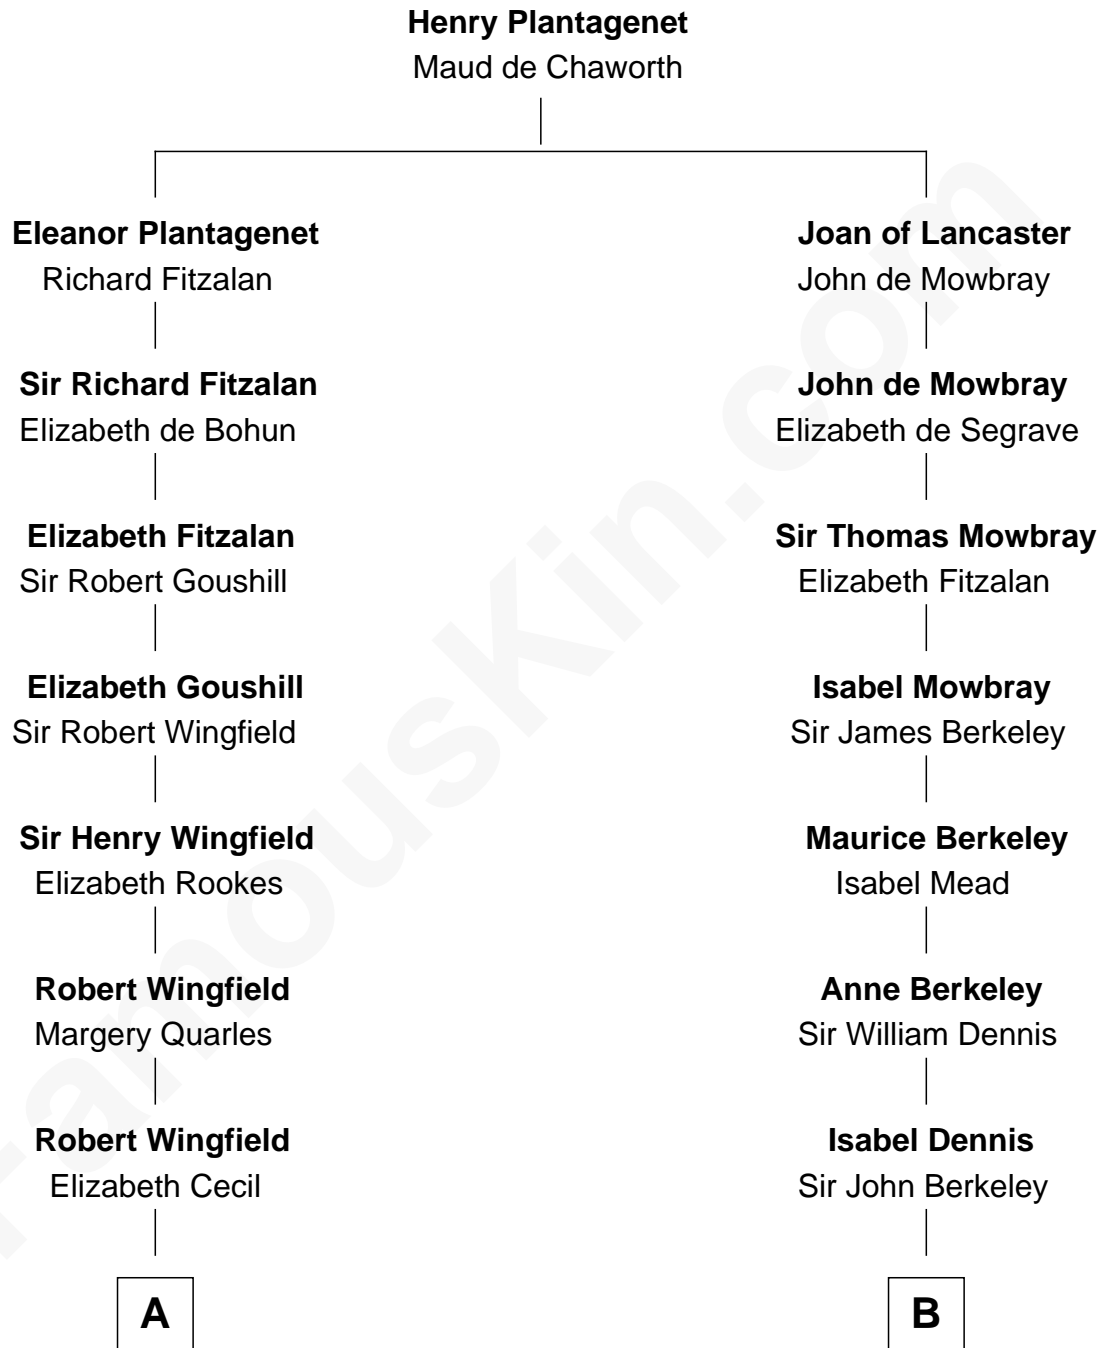 Henry Plantagenet
Maud de Chaworth
Eleanor Plantagenet
Richard Fitzalan
Joan of Lancaster
John de Mowbray
Sir Richard Fitzalan
Elizabeth de Bohun
John de Mowbray
Elizabeth de Segrave
Elizabeth Fitzalan
Sir Robert Goushill
Sir Thomas Mowbray
Elizabeth Fitzalan
Elizabeth Goushill
Sir Robert Wingfield
Isabel Mowbray
Sir James Berkeley
Sir Henry Wingfield
Elizabeth Rookes
Maurice Berkeley
Isabel Mead
Robert Wingfield
Margery Quarles
Anne Berkeley
Sir William Dennis
Robert Wingfield
Elizabeth Cecil
Isabel Dennis
Sir John Berkeley
A
B
FamousKin.com